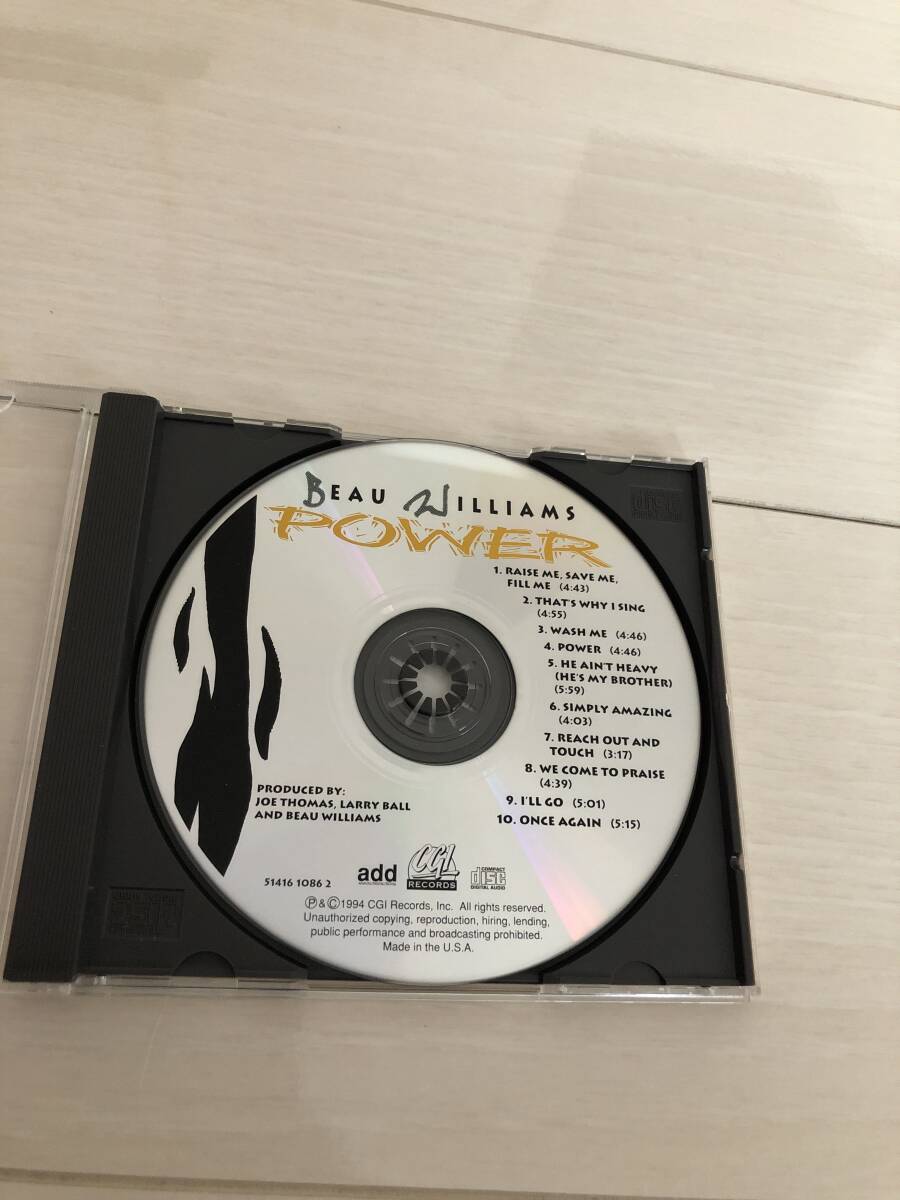 BEAU WILLIAMS
POWER
1. RAISE ME, SAVE ME,
FILL ME (4:43)
2. THAT'S WHY I SING
(4:55)
3. WASH ME (4:46)
4. POWER (4:46)
5. HE AIN'T HEAVY
(HE'S MY BROTHER)
(5:59)
6. SIMPLY AMAZING
(4:03)
7. REACH OUT AND
TOUCH (3:17)
8. WE COME TO PRAISE
(4:39)
9. I'LL GO (5:01)
10. ONCE AGAIN (5:15)
PRODUCED BY:
JOE THOMAS, LARRY BALL
AND BEAU WILLIAMS
51416 1086 2
add
CGI
RECORDS
COMPACT
disc
DIGITAL AUDIO
℗&©1994 CGI Records, Inc. All rights reserved.
Unauthorized copying, reproduction, hiring, lending,
public performance and broadcasting prohibited.
Made in the U.S.A.